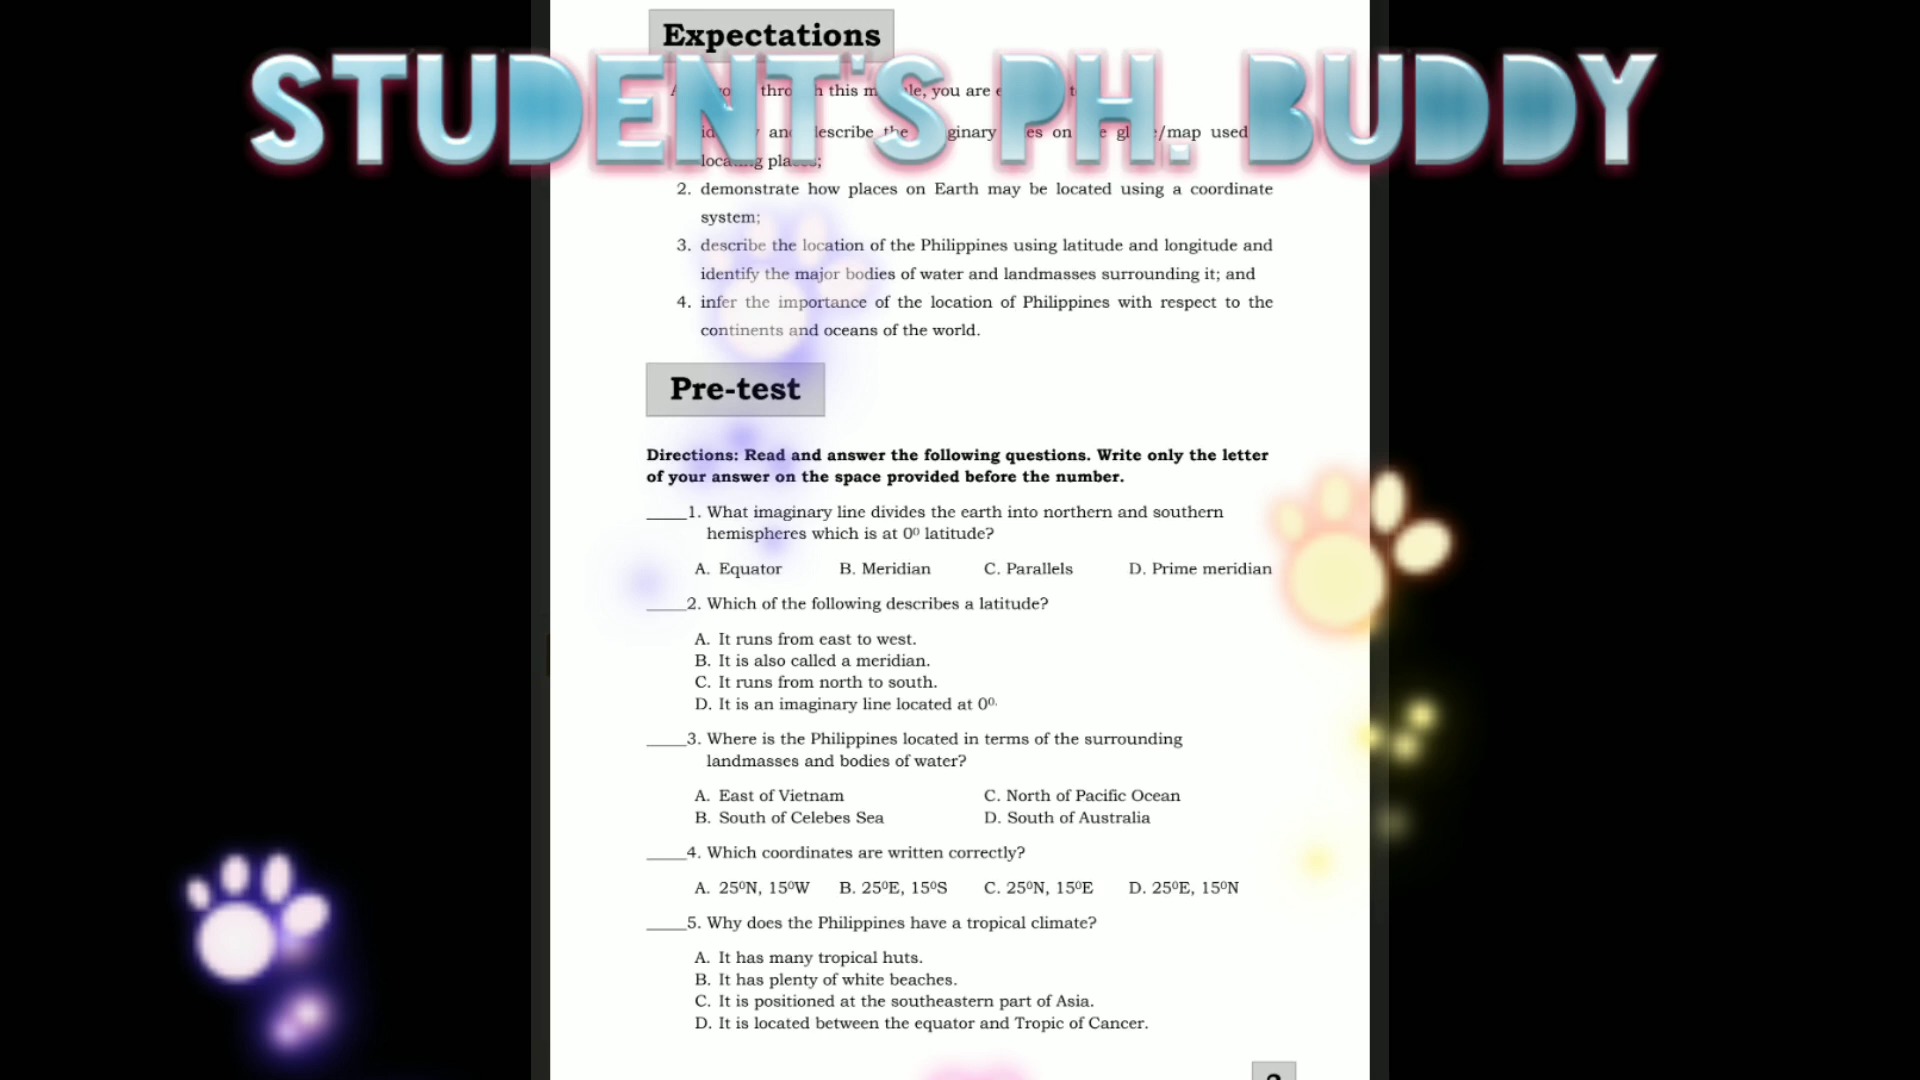 Expectations
STUDENT'S PH. BUDDY
this you are
the on /map used
2. demonstrate how places on Earth may be located using a coordinate
system;
3. describe the location of the Philippines using latitude and longitude and
identify the major bodies of water and landmasses surrounding it; and
4. infer the importance of the location of Philippines with respect to the
continents and oceans of the world.
Pre-test
Directions: Read and answer the following questions. Write only the letter
of your answer on the space provided before the number.
_____1. What imaginary line divides the earth into northern and southern
hemispheres which is at 0⁰ latitude?
A. Equator B. Meridian C. Parallels D. Prime meridian
_____2. Which of the following describes a latitude?
A. It runs from east to west.
B. It is also called a meridian.
C. It runs from north to south.
D. It is an imaginary line located at 0⁰.
_____3. Where is the Philippines located in terms of the surrounding
landmasses and bodies of water?
A. East of Vietnam C. North of Pacific Ocean
B. South of Celebes Sea D. South of Australia
_____4. Which coordinates are written correctly?
A. 25⁰N, 15⁰W B. 25⁰E, 15⁰S C. 25⁰N, 15⁰E D. 25⁰E, 15⁰N
_____5. Why does the Philippines have a tropical climate?
A. It has many tropical huts.
B. It has plenty of white beaches.
C. It is positioned at the southeastern part of Asia.
D. It is located between the equator and Tropic of Cancer.